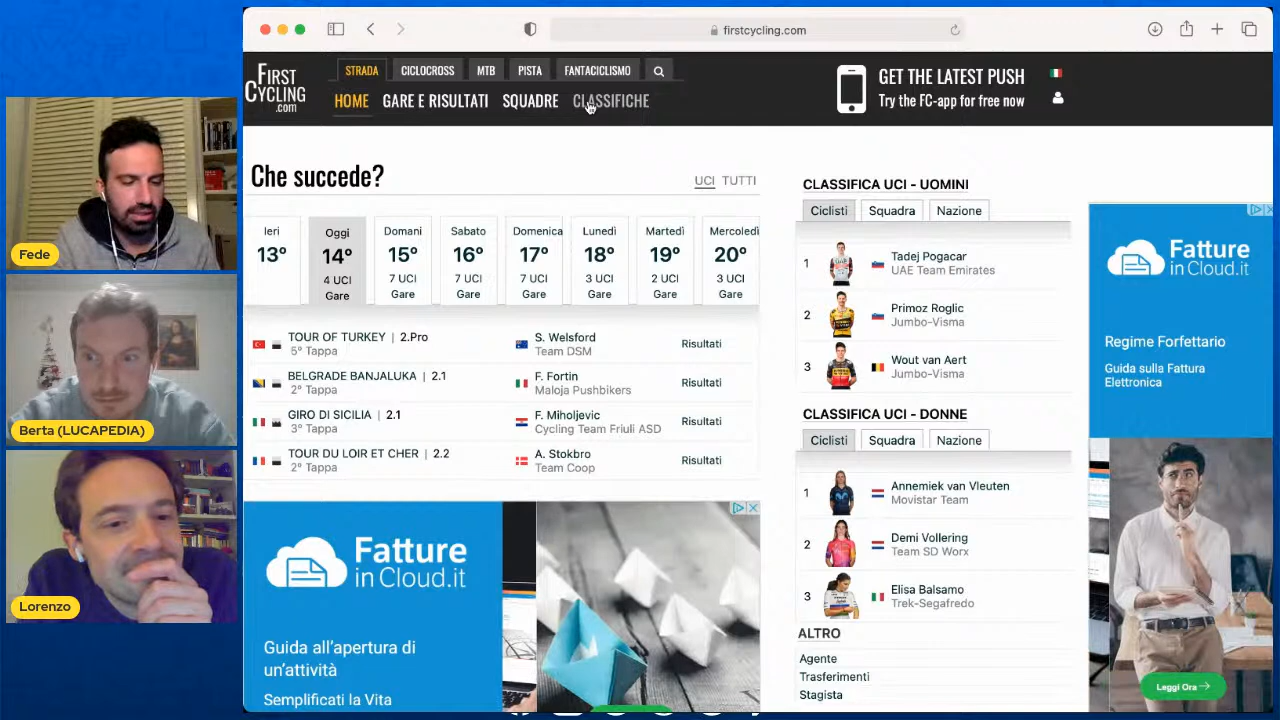 firstcycling.com
FIRST
CYCLING
.com
STRADA
CICLOCROSS
MTB
PISTA
FANTACICLISMO
HOME
GARE E RISULTATI
SQUADRE
CLASSIFICHE
GET THE LATEST PUSH
Try the FC-app for free now
Che succede?
UCI TUTTI
Ieri
13°
Oggi
14°
4 UCI
Gare
Domani
15°
7 UCI
Gare
Sabato
16°
7 UCI
Gare
Domenica
17°
7 UCI
Gare
Lunedì
18°
3 UCI
Gare
Martedì
19°
2 UCI
Gare
Mercoledì
20°
3 UCI
Gare
TOUR OF TURKEY | 2.Pro
5° Tappa
S. Welsford
Team DSM
Risultati
BELGRADE BANJALUKA | 2.1
2° Tappa
F. Fortin
Maloja Pushbikers
Risultati
GIRO DI SICILIA | 2.1
3° Tappa
F. Miholjevic
Cycling Team Friuli ASD
Risultati
TOUR DU LOIR ET CHER | 2.2
2° Tappa
A. Stokbro
Team Coop
Risultati
CLASSIFICA UCI - UOMINI
Ciclisti
Squadra
Nazione
1
Tadej Pogacar
UAE Team Emirates
2
Primoz Roglic
Jumbo-Visma
3
Wout van Aert
Jumbo-Visma
CLASSIFICA UCI - DONNE
Ciclisti
Squadra
Nazione
1
Annemiek van Vleuten
Movistar Team
2
Demi Vollering
Team SD Worx
3
Elisa Balsamo
Trek-Segafredo
ALTRO
Agente
Trasferimenti
Stagista
Fatture
in Cloud.it
Guida all'apertura di
un'attività
Semplificati la Vita
Fatture
in Cloud.it
Regime Forfettario
Guida sulla Fattura
Elettronica
Leggi Ora
Fede
Berta (LUCAPEDIA)
Lorenzo